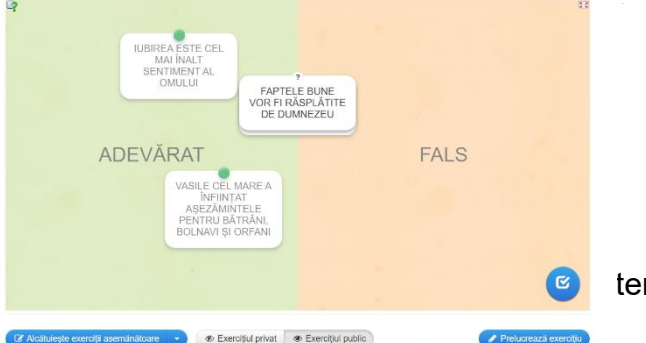 IUBIREA ESTE CEL
MAI ÎNALT
SENTIMENT AL
OMULUI
?
FAPTELE BUNE
VOR FI RĂSPLĂTITE
DE DUMNEZEU
ADEVĂRAT
FALS
VASILE CEL MARE A
ÎNFIINȚAT
AȘEZĂMINTELE
PENTRU BĂTRÂNI,
BOLNAVI ȘI ORFANI
ter
Alcătuiește exerciții asemănătoare
Exercițiul privat
Exercițiul public
Prelucrează exercițiu